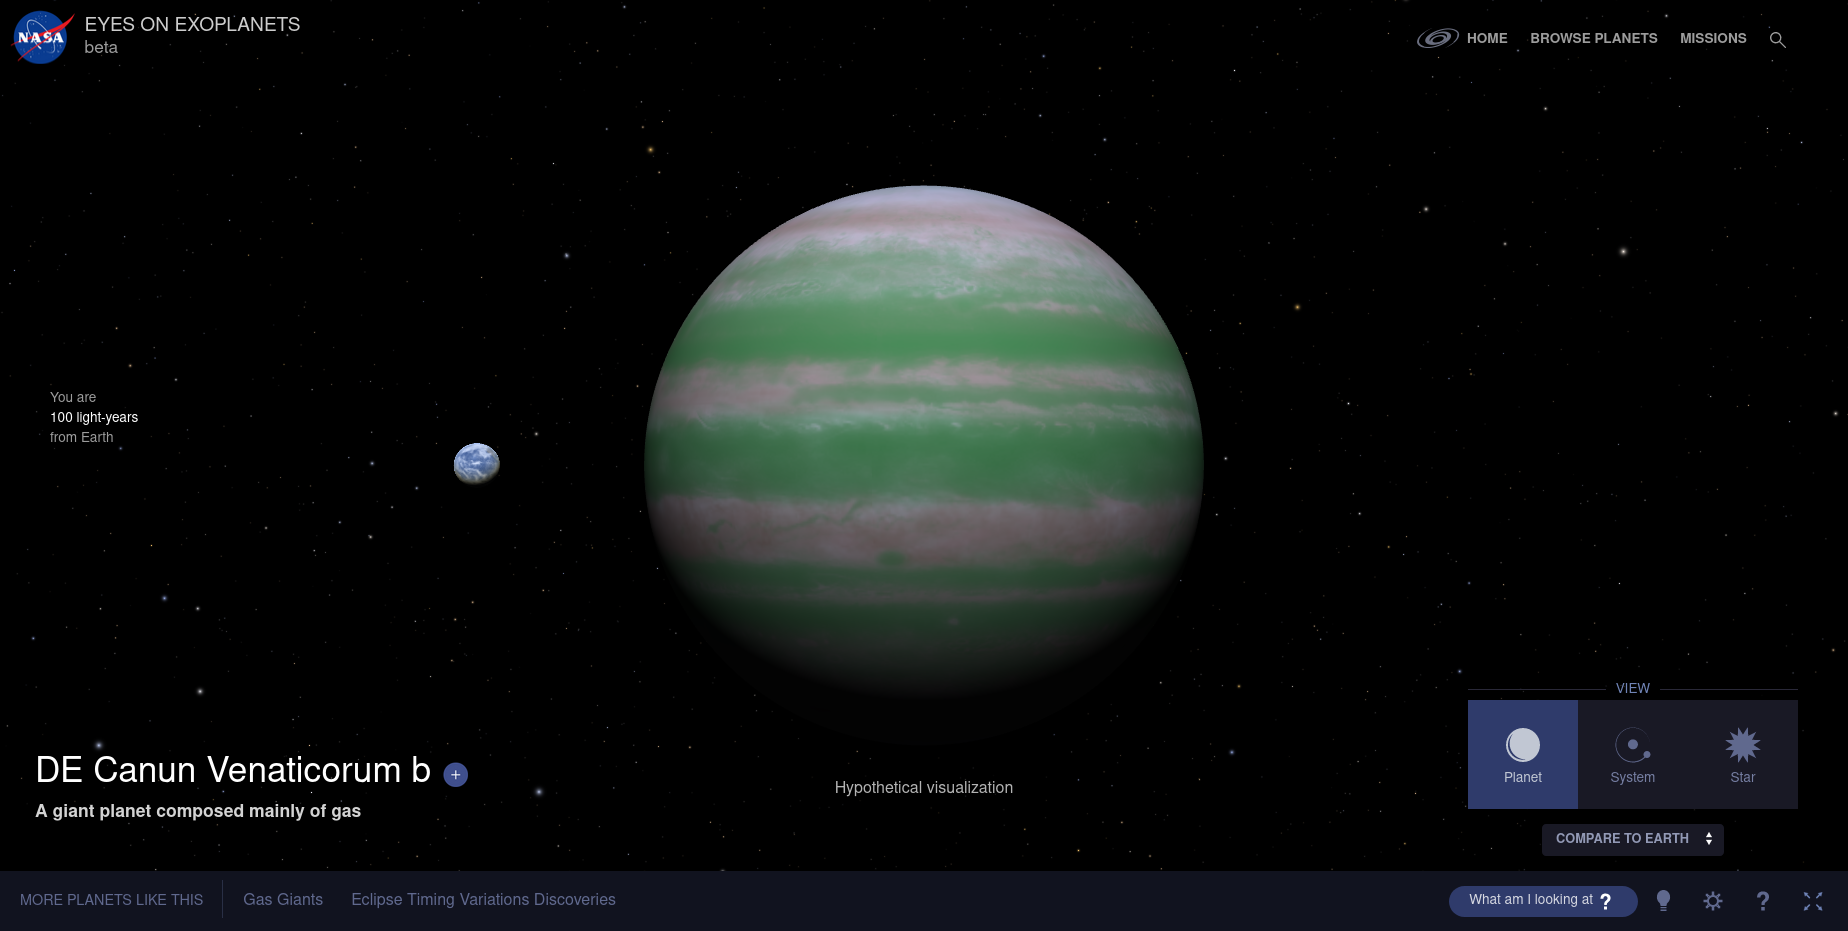 NASA
EYES ON EXOPLANETS
beta
HOME
BROWSE PLANETS
MISSIONS
You are
100 light-years
from Earth
DE Canun Venaticorum b +
A giant planet composed mainly of gas
Hypothetical visualization
VIEW
Planet
System
Star
COMPARE TO EARTH
MORE PLANETS LIKE THIS
Gas Giants
Eclipse Timing Variations Discoveries
What am I looking at ?
?